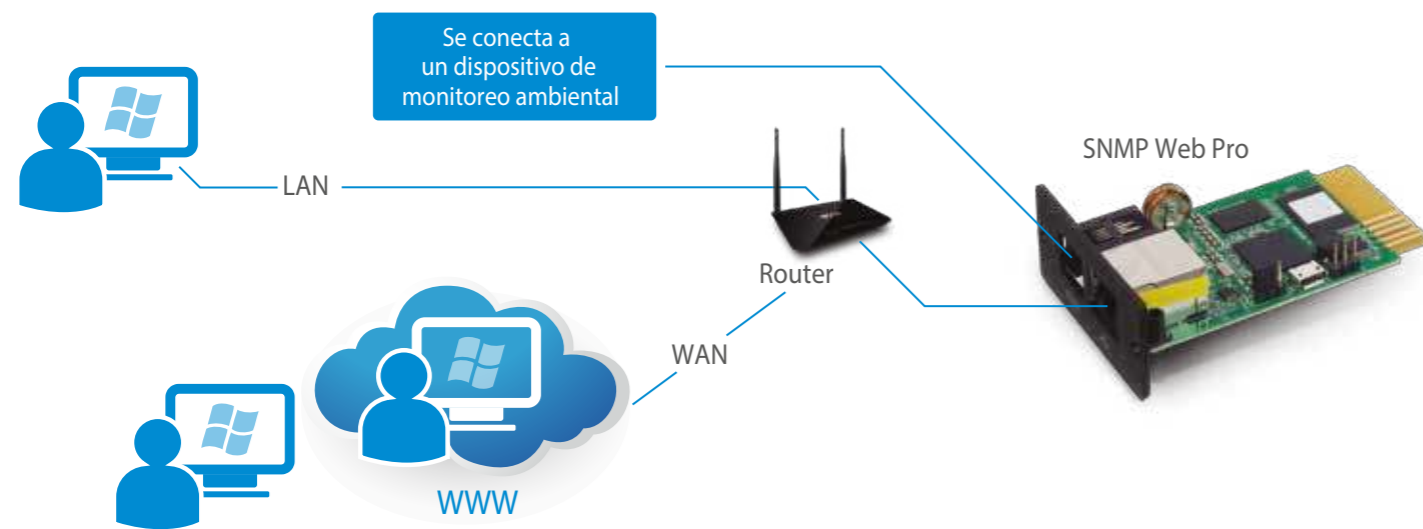 Se conecta a
un dispositivo de
monitoreo ambiental
SNMP Web Pro
LAN
Router
WAN
WWW